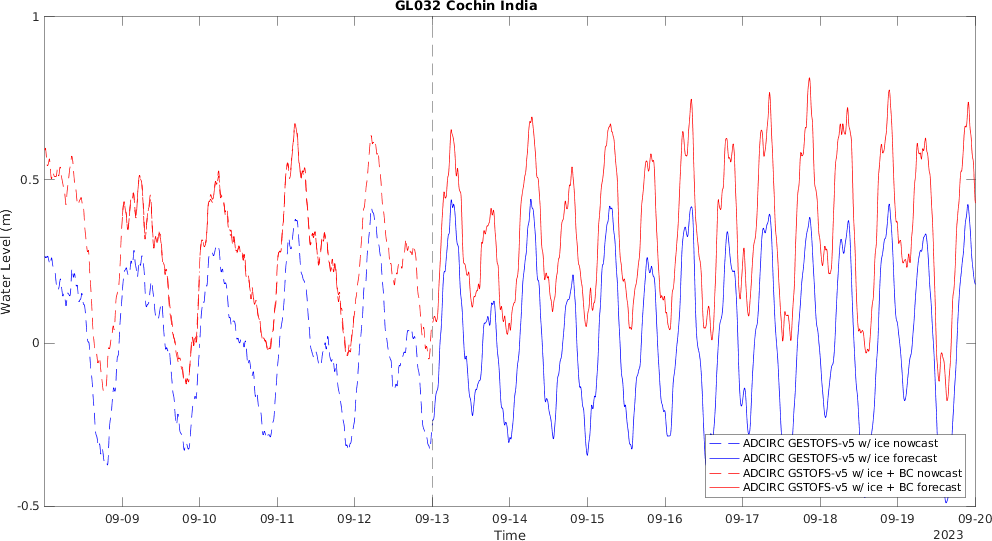 GL032 Cochin India
1
0.5
0
-0.5
Water Level (m)
ADCIRC GESTOFS-v5 w/ ice nowcast
ADCIRC GESTOFS-v5 w/ ice forecast
ADCIRC GSTOFS-v5 w/ ice + BC nowcast
ADCIRC GSTOFS-v5 w/ ice + BC forecast
09-09 09-10 09-11 09-12 09-13 09-14 09-15 09-16 09-17 09-18 09-19 09-20
Time
2023